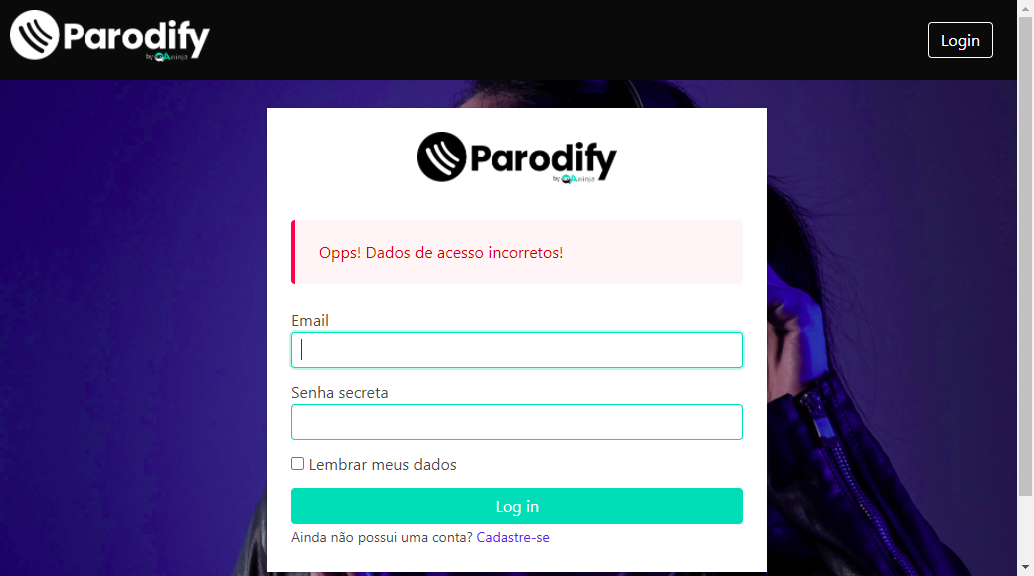 Parodify
by QAninja
Login
Parodify
by QAninja
Opps! Dados de acesso incorretos!
Email
Senha secreta
Lembrar meus dados
Log in
Ainda não possui uma conta? Cadastre-se